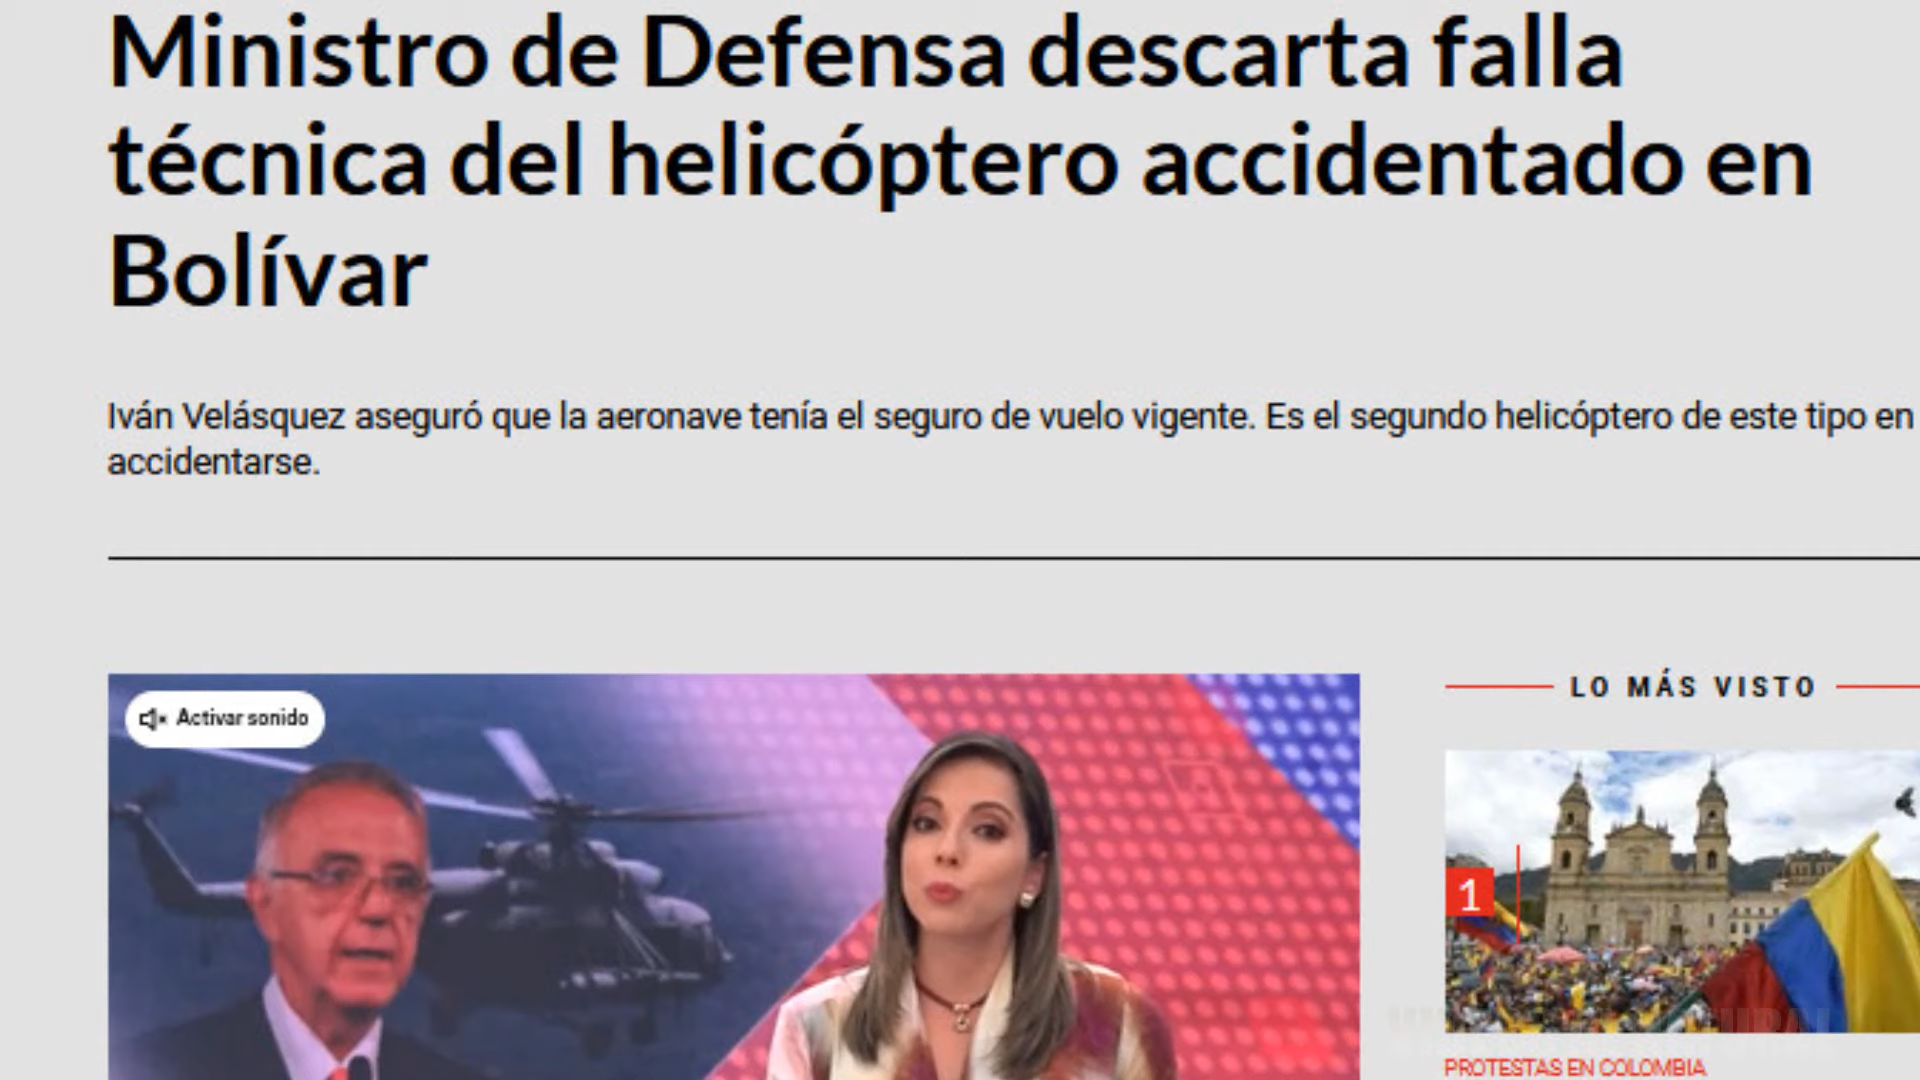 Ministro de Defensa descarta falla
técnica del helicóptero accidentado en
Bolívar
Iván Velásquez aseguró que la aeronave tenía el seguro de vuelo vigente. Es el segundo helicóptero de este tipo en
accidentarse.
Activar sonido
LO MÁS VISTO
1
PROTESTAS EN COLOMBIA